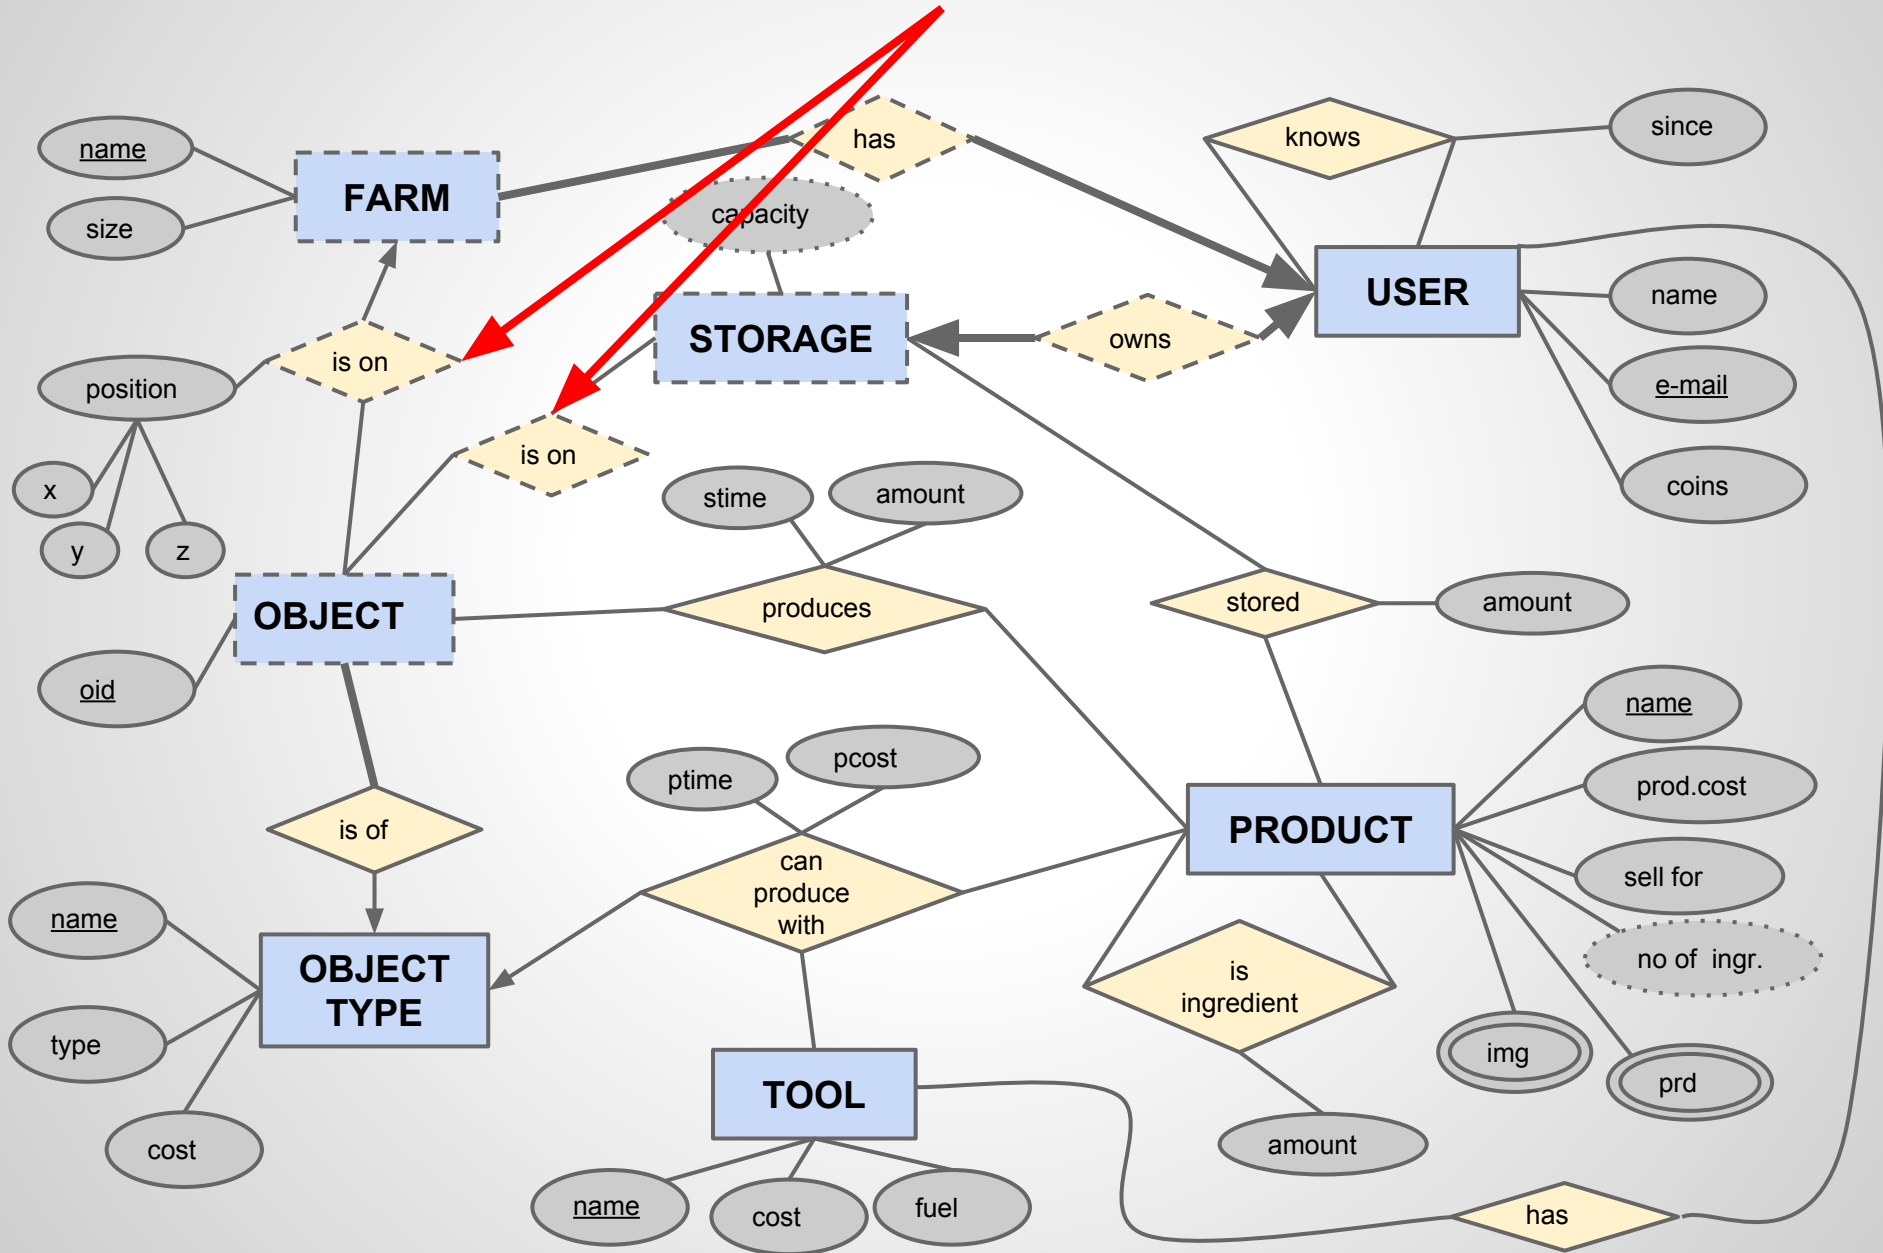 has
knows
since
name
FARM
capacity
size
USER
name
STORAGE
owns
is on
position
e-mail
is on
x
stime
amount
coins
y
z
OBJECT
produces
stored
amount
oid
name
ptime
pcost
prod.cost
is of
can
produce
with
PRODUCT
sell for
name
no of ingr.
OBJECT
TYPE
is
ingredient
type
img
prd
TOOL
cost
amount
name
cost
fuel
has